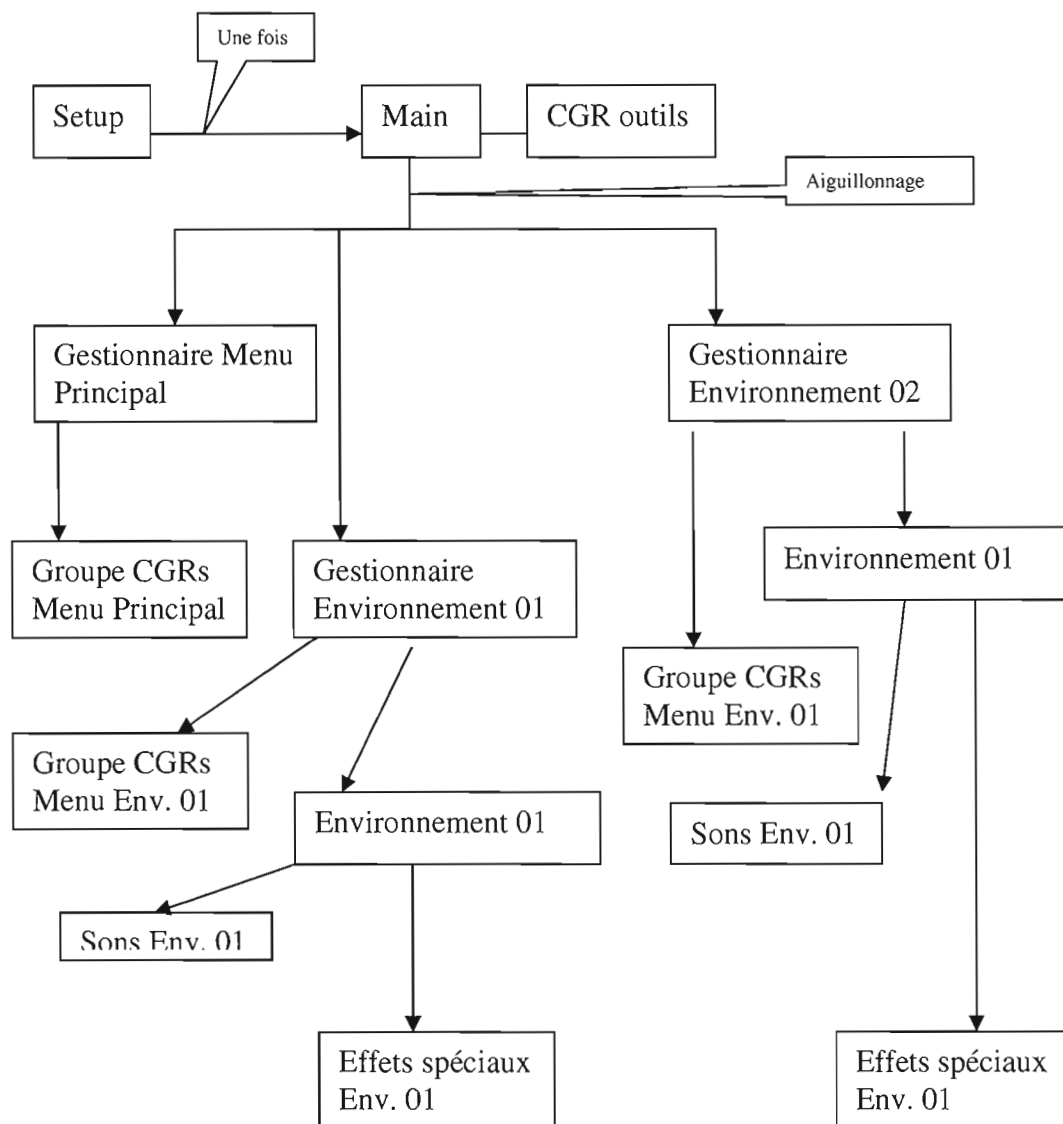 Une fois
Setup
Main
CGR outils
Aiguillonnage
Gestionnaire Menu
Principal
Gestionnaire
Environnement 02
Groupe CGRs
Menu Principal
Gestionnaire
Environnement 01
Environnement 01
Groupe CGRs
Menu Env. 01
Groupe CGRs
Menu Env. 01
Environnement 01
Sons Env. 01
Sons Env. 01
Effets spéciaux
Env. 01
Effets spéciaux
Env. 01